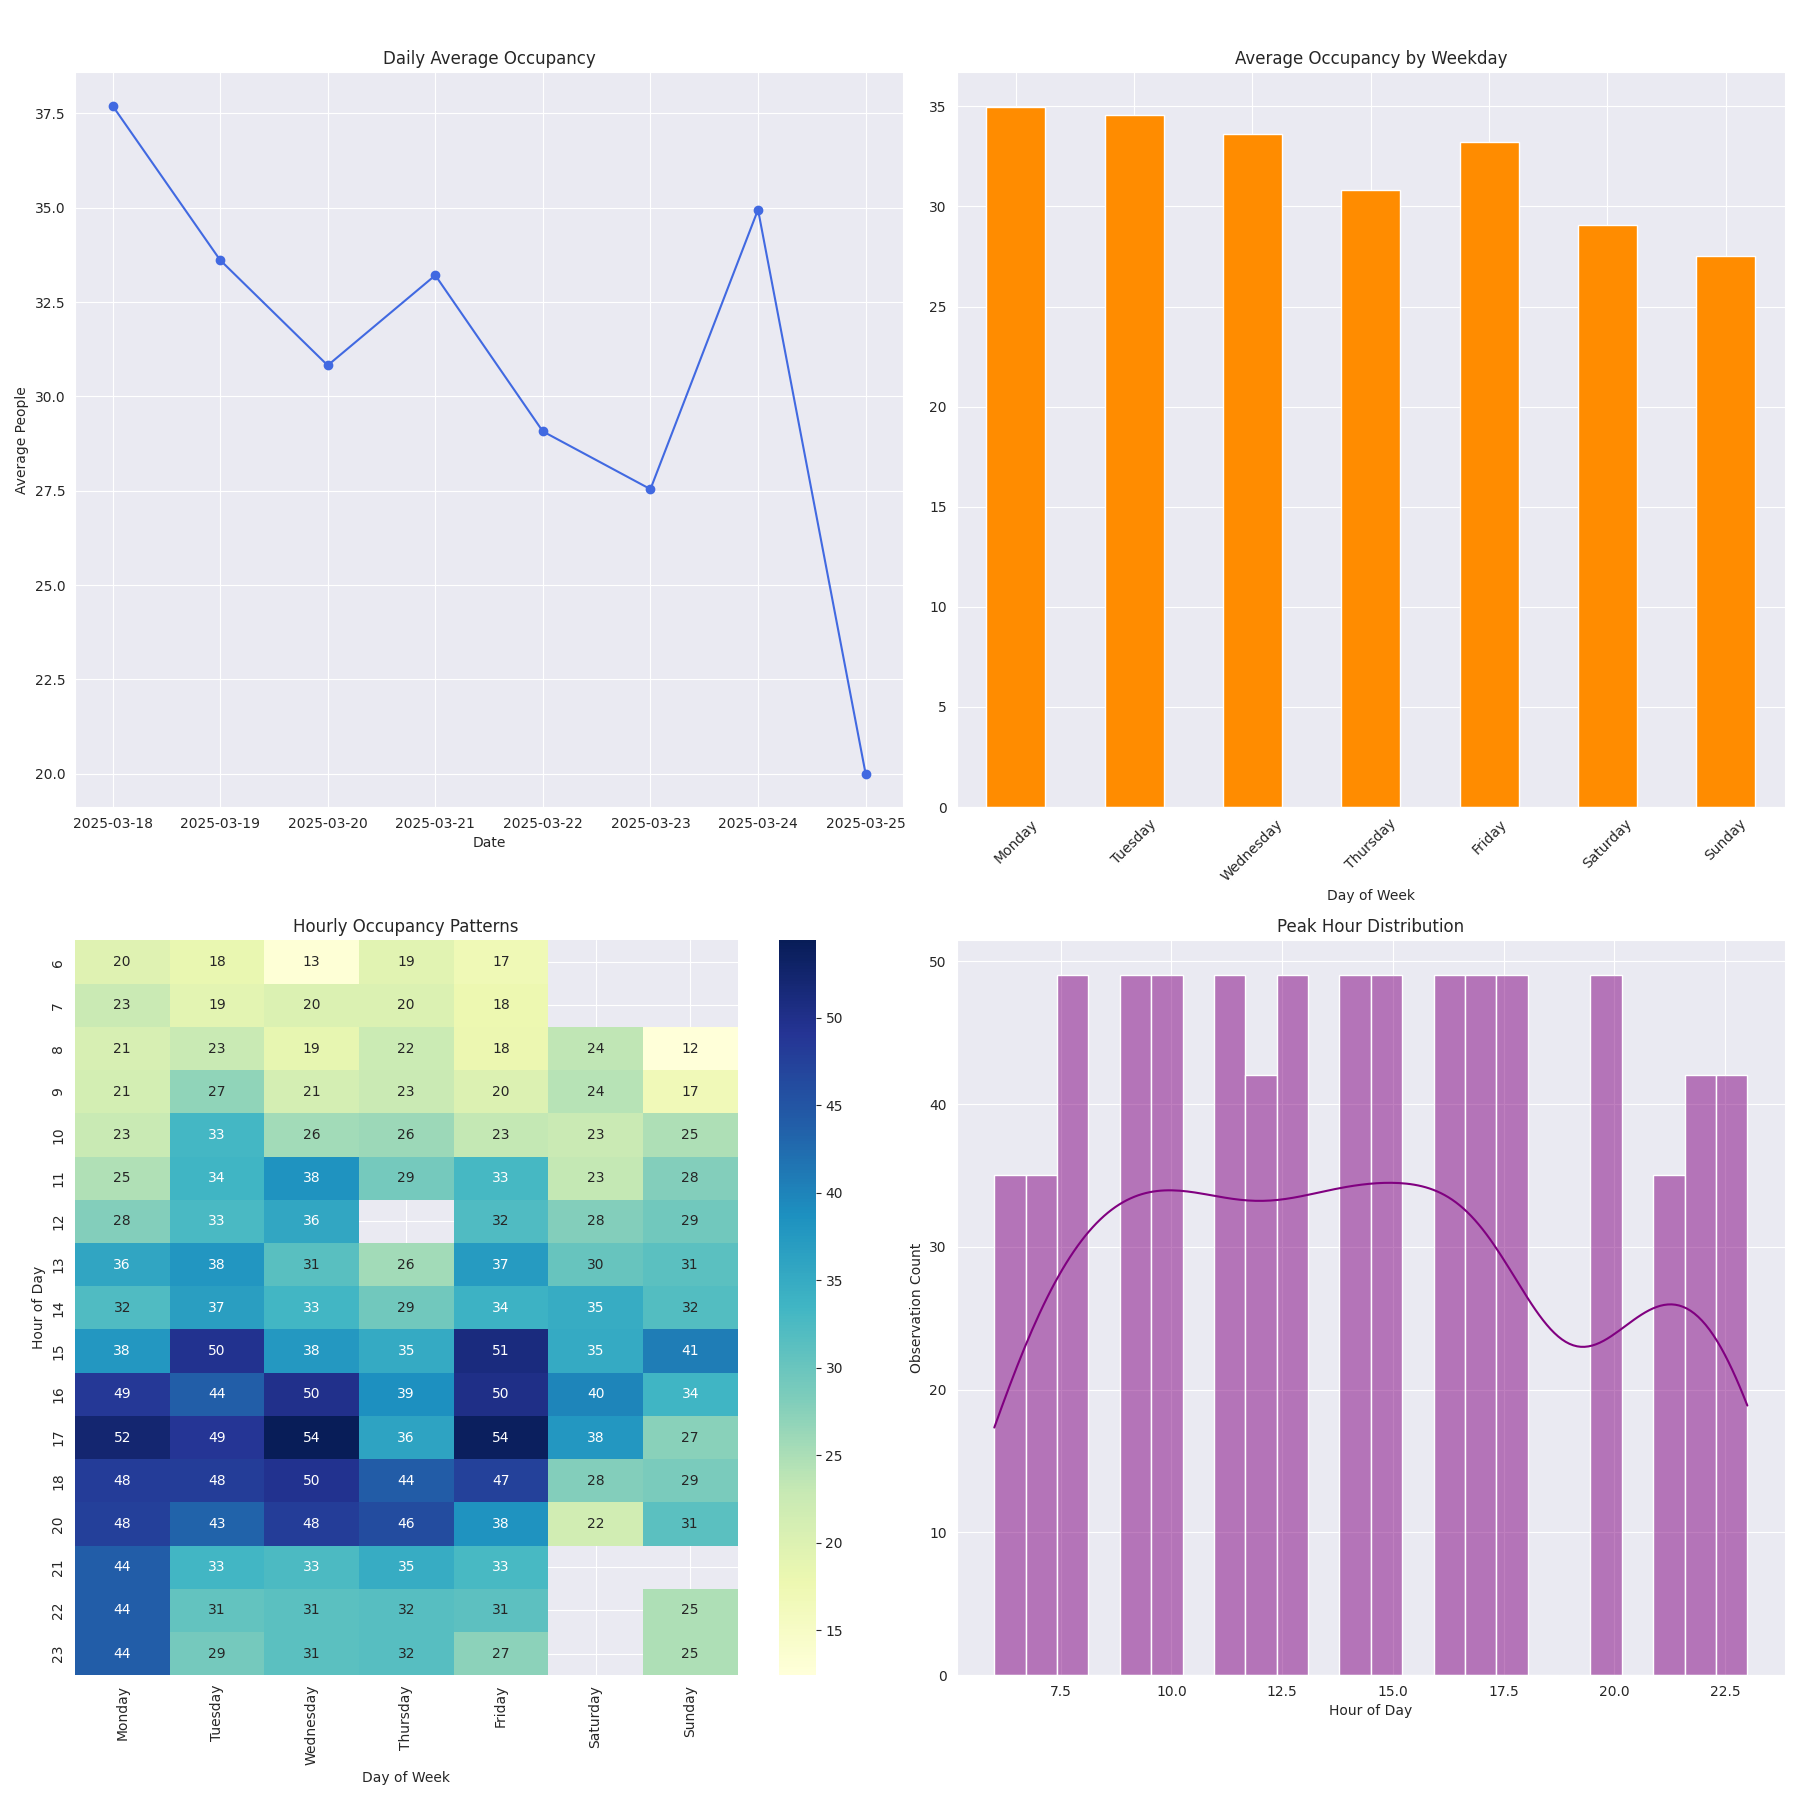 Daily Average Occupancy
37.5
35.0
32.5
30.0
27.5
25.0
22.5
20.0
Average People
2025-03-18 2025-03-19 2025-03-20 2025-03-21 2025-03-22 2025-03-23 2025-03-24 2025-03-25
Date
Average Occupancy by Weekday
35
30
25
20
15
10
5
0
Monday Tuesday Wednesday Thursday Friday Saturday Sunday
Day of Week
Hourly Occupancy Patterns
Hour of Day
6 20 18 13 19 17
7 23 19 20 20 18
8 21 23 19 22 18 24 12
9 21 27 21 23 20 24 17
10 23 33 26 26 23 23 25
11 25 34 38 29 33 23 28
12 28 33 36 32 28 29
13 36 38 31 26 37 30 31
14 32 37 33 29 34 35 32
15 38 50 38 35 51 35 41
16 49 44 50 39 50 40 34
17 52 49 54 36 54 38 27
18 48 48 50 44 47 28 29
20 48 43 48 46 38 22 31
21 44 33 33 35 33
22 44 31 31 32 31 25
23 44 29 31 32 27 25
Monday Tuesday Wednesday Thursday Friday Saturday Sunday
Day of Week
50
45
40
35
30
25
20
15
Peak Hour Distribution
50
40
30
20
10
0
Observation Count
7.5 10.0 12.5 15.0 17.5 20.0 22.5
Hour of Day